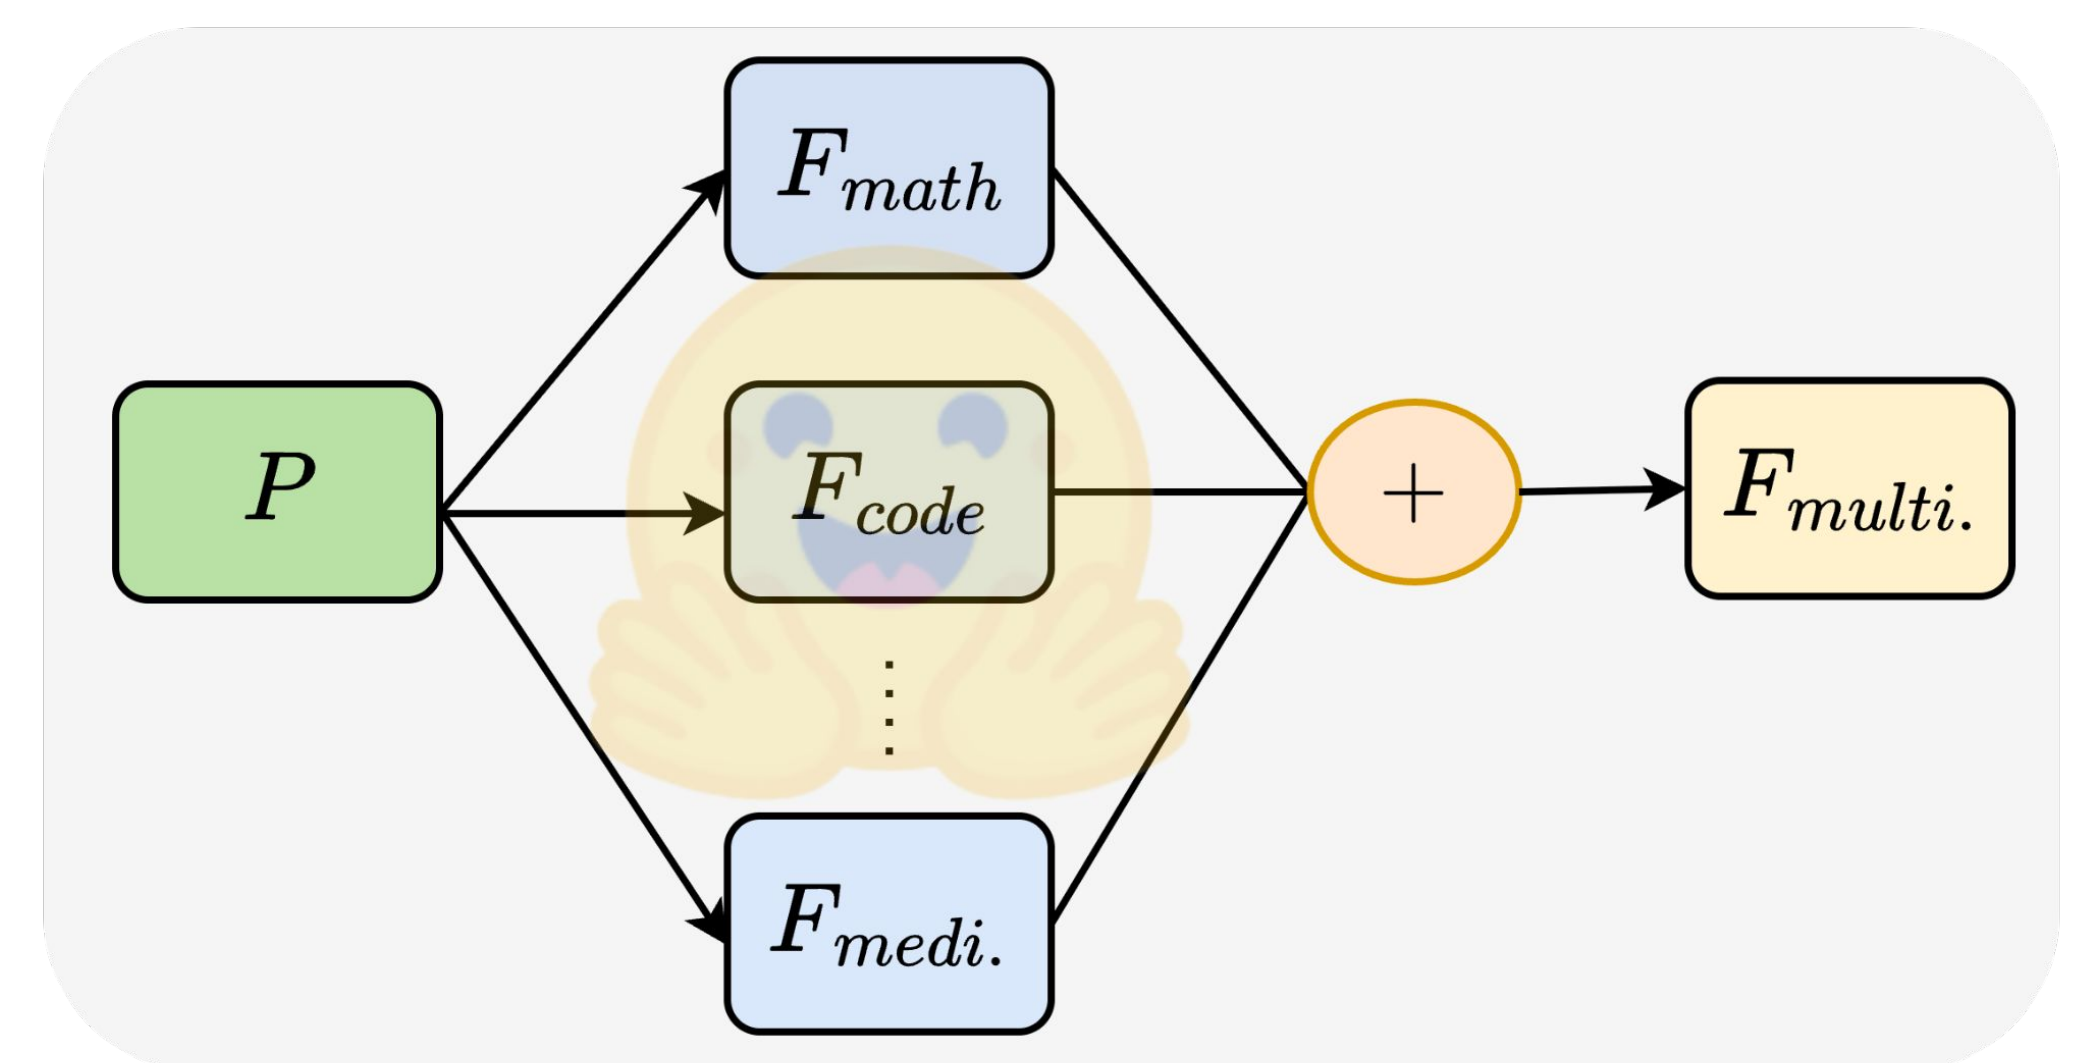 P
F_math
F_code
⋮
F_medi.
+
F_multi.